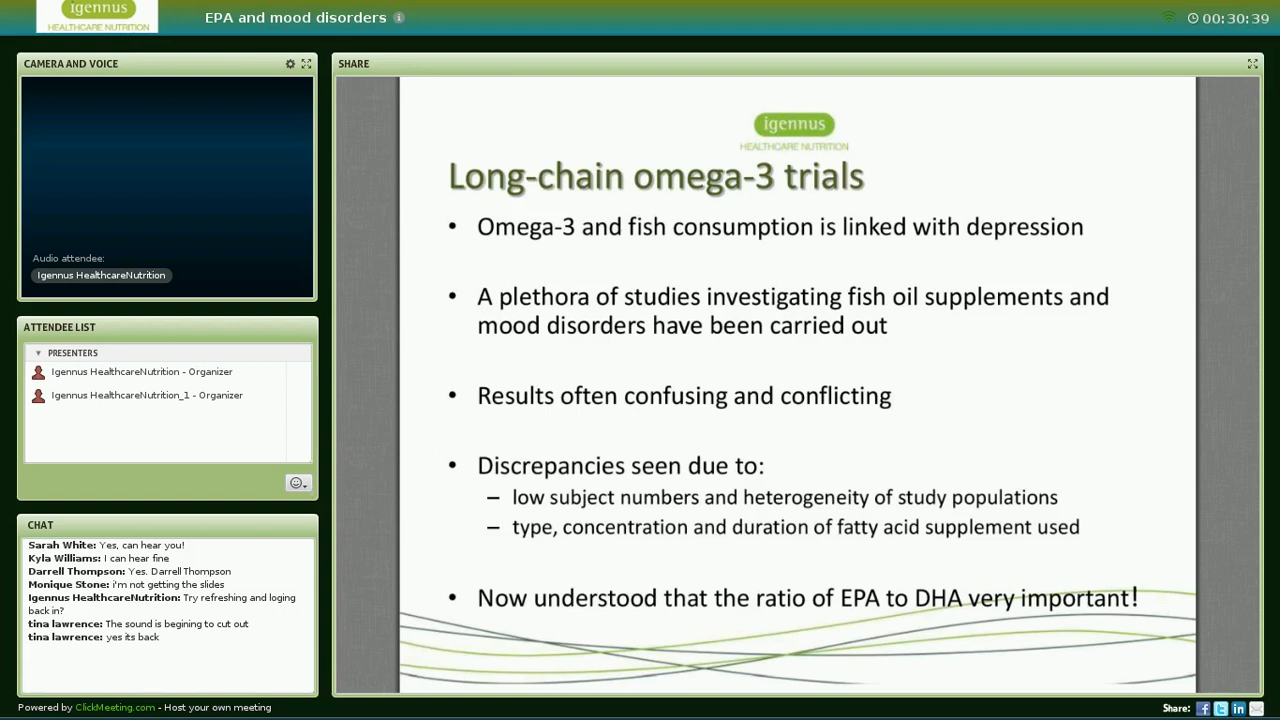 igennus
HEALTHCARE NUTRITION
EPA and mood disorders
00:30:39
CAMERA AND VOICE
Audio attendee:
Igennus HealthcareNutrition
ATTENDEE LIST
PRESENTERS
Igennus HealthcareNutrition - Organizer
Igennus HealthcareNutrition_1 - Organizer
CHAT
Sarah White: Yes, can hear you!
Kyla Williams: I can hear fine
Darrell Thompson: Yes. Darrell Thompson
Monique Stone: i'm not getting the slides
Igennus HealthcareNutrition: Try refreshing and loging
back in?
tina lawrence: The sound is begining to cut out
tina lawrence: yes its back
SHARE
igennus
HEALTHCARE NUTRITION
Long-chain omega-3 trials
• Omega-3 and fish consumption is linked with depression
• A plethora of studies investigating fish oil supplements and
mood disorders have been carried out
• Results often confusing and conflicting
• Discrepancies seen due to:
– low subject numbers and heterogeneity of study populations
– type, concentration and duration of fatty acid supplement used
• Now understood that the ratio of EPA to DHA very important!
Powered by ClickMeeting.com - Host your own meeting
Share: